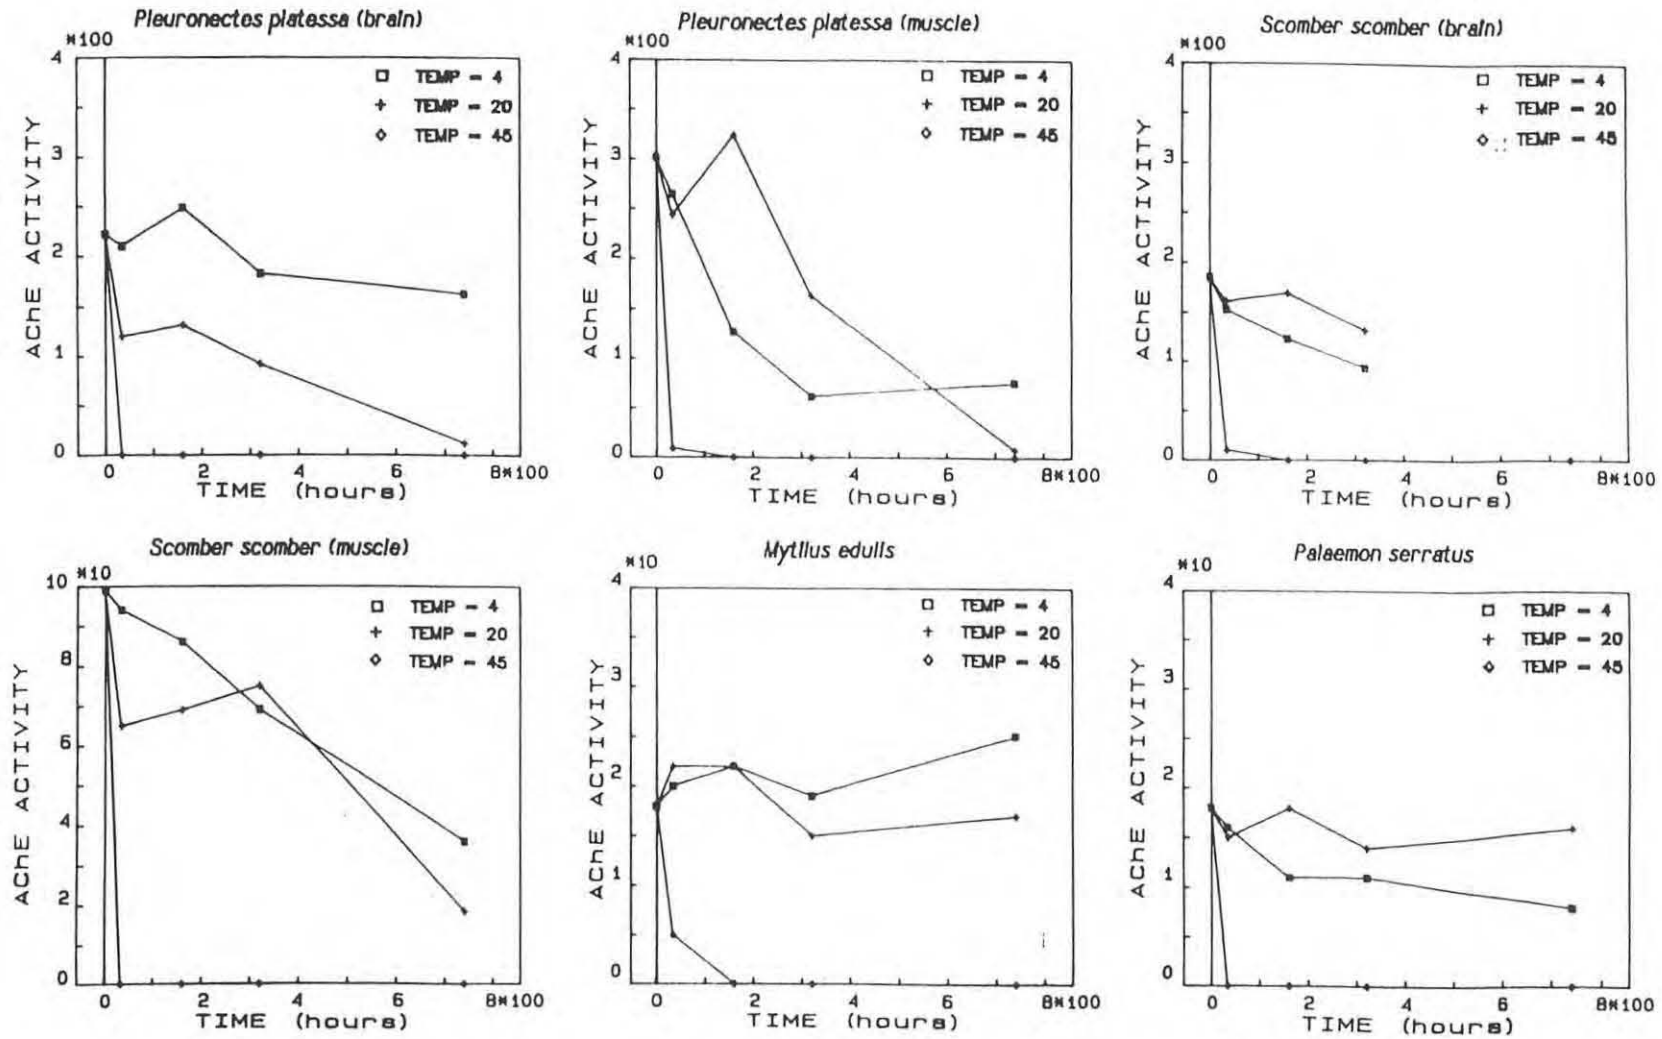 Pleuronectes platessa (brain)
*100
4
3
2
1
0
AChE ACTIVITY
TEMP = 4
TEMP = 20
TEMP = 45
0 2 4 6 8*100
TIME (hours)
Pleuronectes platessa (muscle)
*100
4
3
2
1
0
AChE ACTIVITY
TEMP = 4
TEMP = 20
TEMP = 45
0 2 4 6 8*100
TIME (hours)
Scomber scomber (brain)
*100
4
3
2
1
0
AChE ACTIVITY
TEMP = 4
TEMP = 20
TEMP = 45
0 2 4 6 8*100
TIME (hours)
Scomber scomber (muscle)
*10
10
8
6
4
2
0
AChE ACTIVITY
TEMP = 4
TEMP = 20
TEMP = 45
0 2 4 6 8*100
TIME (hours)
Mytilus edulis
*10
4
3
2
1
0
AChE ACTIVITY
TEMP = 4
TEMP = 20
TEMP = 45
0 2 4 6 8*100
TIME (hours)
Palaemon serratus
*10
4
3
2
1
0
AChE ACTIVITY
TEMP = 4
TEMP = 20
TEMP = 45
0 2 4 6 8*100
TIME (hours)